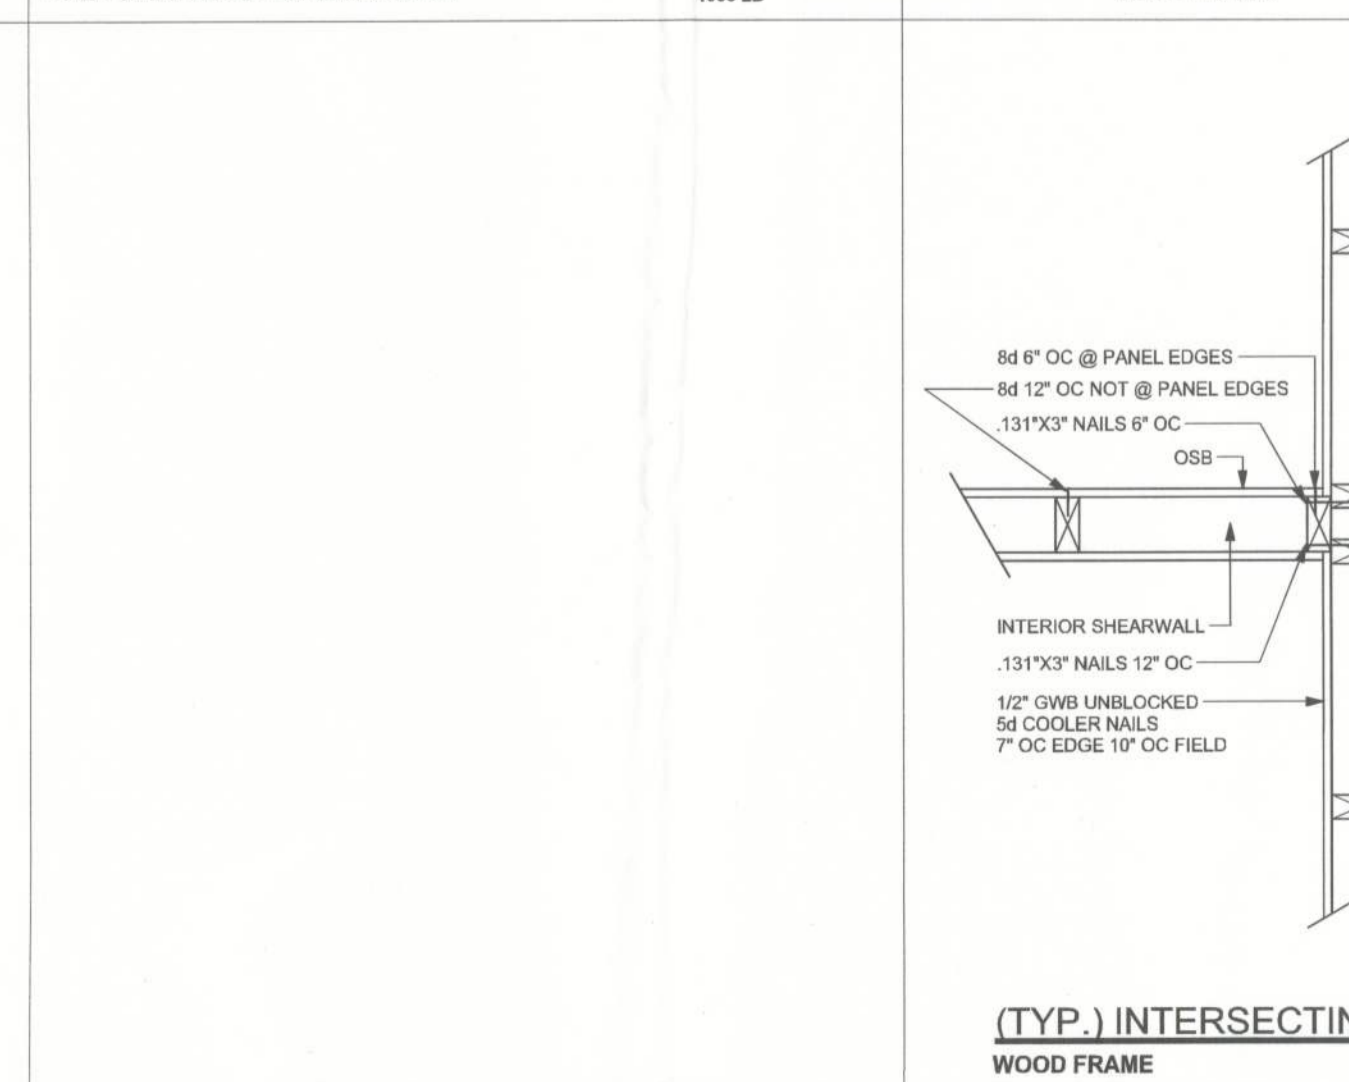 8d 6" OC @ PANEL EDGES
8d 12" OC NOT @ PANEL EDGES
.131"X3" NAILS 6" OC
OSB
INTERIOR SHEARWALL
.131"X3" NAILS 12" OC
1/2" GWB UNBLOCKED
5d COOLER NAILS
7" OC EDGE 10" OC FIELD
(TYP.)
WOOD FRAME